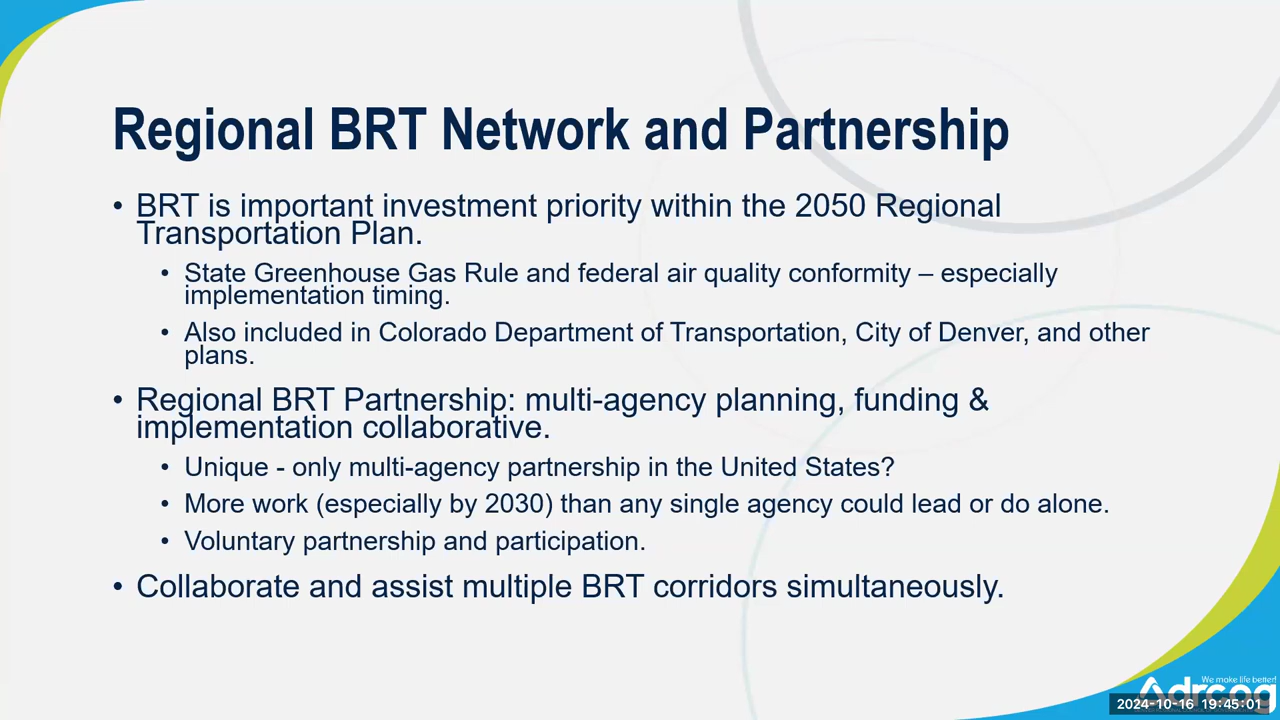 Regional BRT Network and Partnership
• BRT is important investment priority within the 2050 Regional
Transportation Plan.
• State Greenhouse Gas Rule and federal air quality conformity – especially
implementation timing.
• Also included in Colorado Department of Transportation, City of Denver, and other
plans.
• Regional BRT Partnership: multi-agency planning, funding &
implementation collaborative.
• Unique - only multi-agency partnership in the United States?
• More work (especially by 2030) than any single agency could lead or do alone.
• Voluntary partnership and participation.
• Collaborate and assist multiple BRT corridors simultaneously.
We make life better!
drcog
2024-10-16 19:45:01